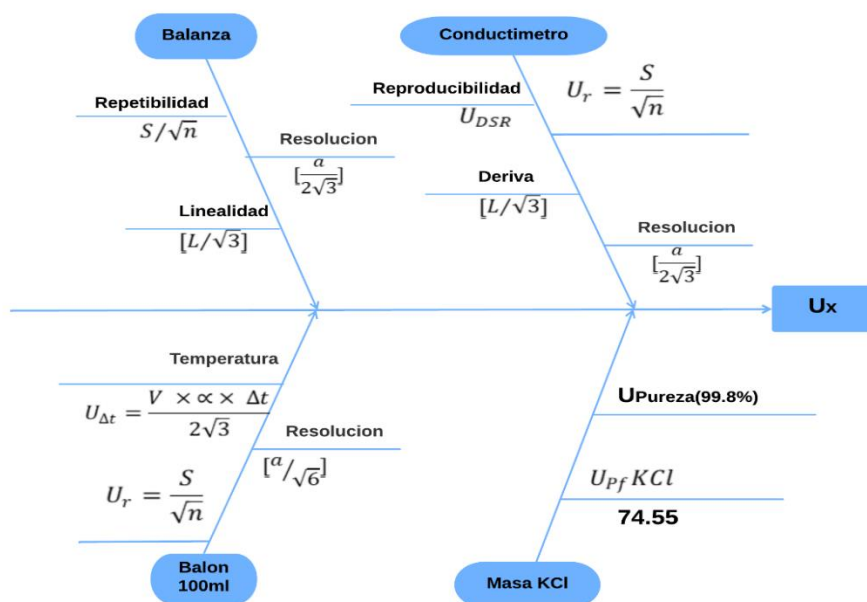 Balanza
Conductimetro
Repetibilidad
S/√n
Resolucion
[a/2√3]
Linealidad
[L/√3]
Reproducibilidad
U_DSR
U_r = S/√n
Deriva
[L/√3]
Resolucion
[a/2√3]
Ux
Temperatura
U_Δt = V × ∝ × Δt/2√3
Resolucion
[a/√6]
U_r = S/√n
Balon
100ml
UPureza(99.8%)
U_Pf KCl
74.55
Masa KCl